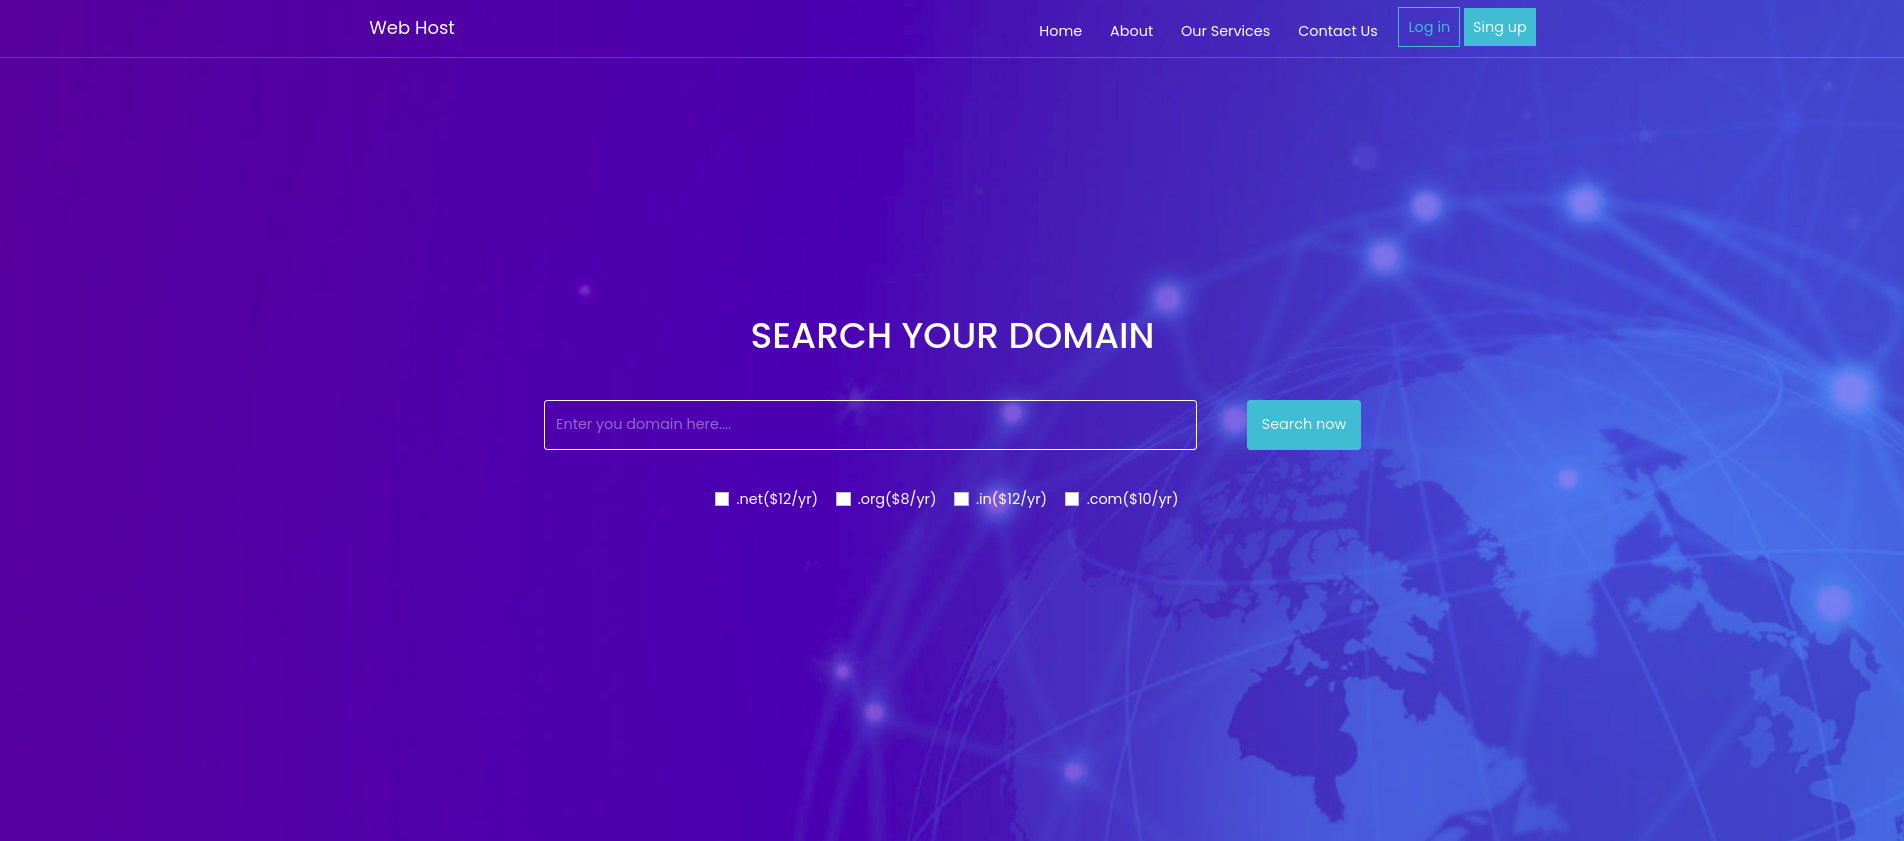 Web Host
Home About Our Services Contact Us Log in Sing up
SEARCH YOUR DOMAIN
Enter you domain here.... Search now
.net($12/yr) .org($8/yr) .in($12/yr) .com($10/yr)